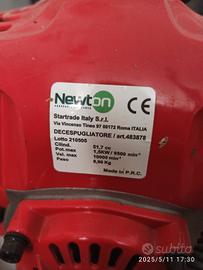 Newton
CE
Startrade Italy S.r.l.
Via Vincenzo Tineo 97 00172 Roma ITALIA
DECESPUGLIATORE / art.483878
Lotto 210505
Cilind. 51,7 cc
Pot.max 1,5KW / 6500 min⁻¹
Vel. max 10000 min⁻¹
Peso 8,50 Kg
Made in P.R.C.
subito
2025/5/11 17:30